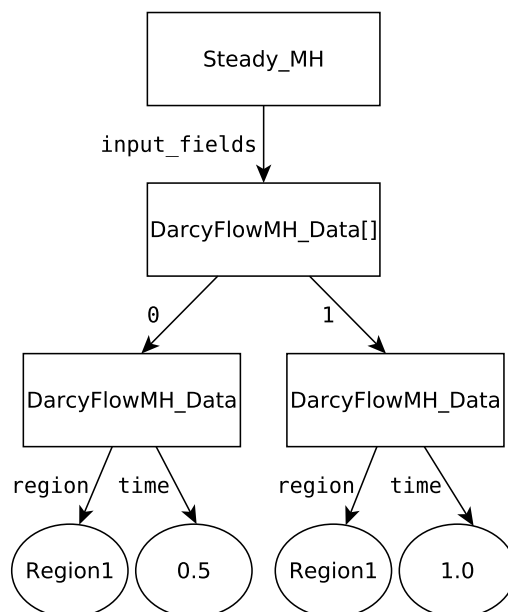 Steady_MH
input_fields
DarcyFlowMH_Data[]
0 1
DarcyFlowMH_Data DarcyFlowMH_Data
region time region time
Region1 0.5 Region1 1.0